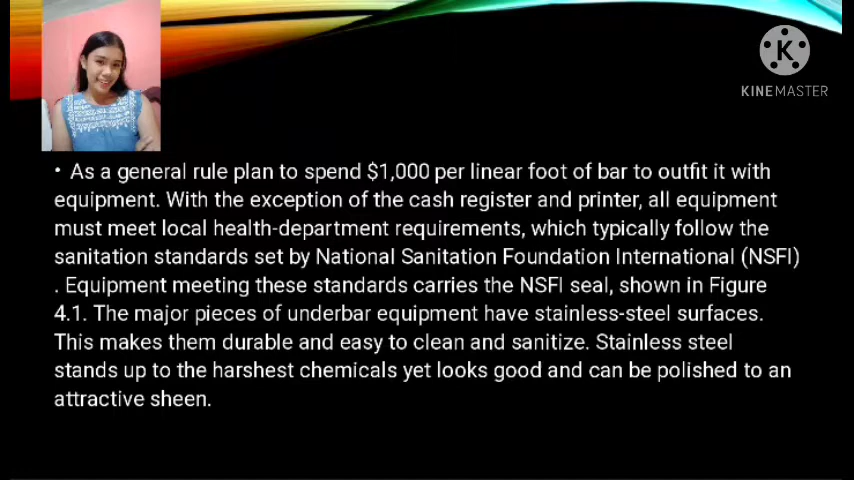 K
KINEMASTER
• As a general rule plan to spend $1,000 per linear foot of bar to outfit it with
equipment. With the exception of the cash register and printer, all equipment
must meet local health-department requirements, which typically follow the
sanitation standards set by National Sanitation Foundation International (NSFI)
. Equipment meeting these standards carries the NSFI seal, shown in Figure
4.1. The major pieces of underbar equipment have stainless-steel surfaces.
This makes them durable and easy to clean and sanitize. Stainless steel
stands up to the harshest chemicals yet looks good and can be polished to an
attractive sheen.